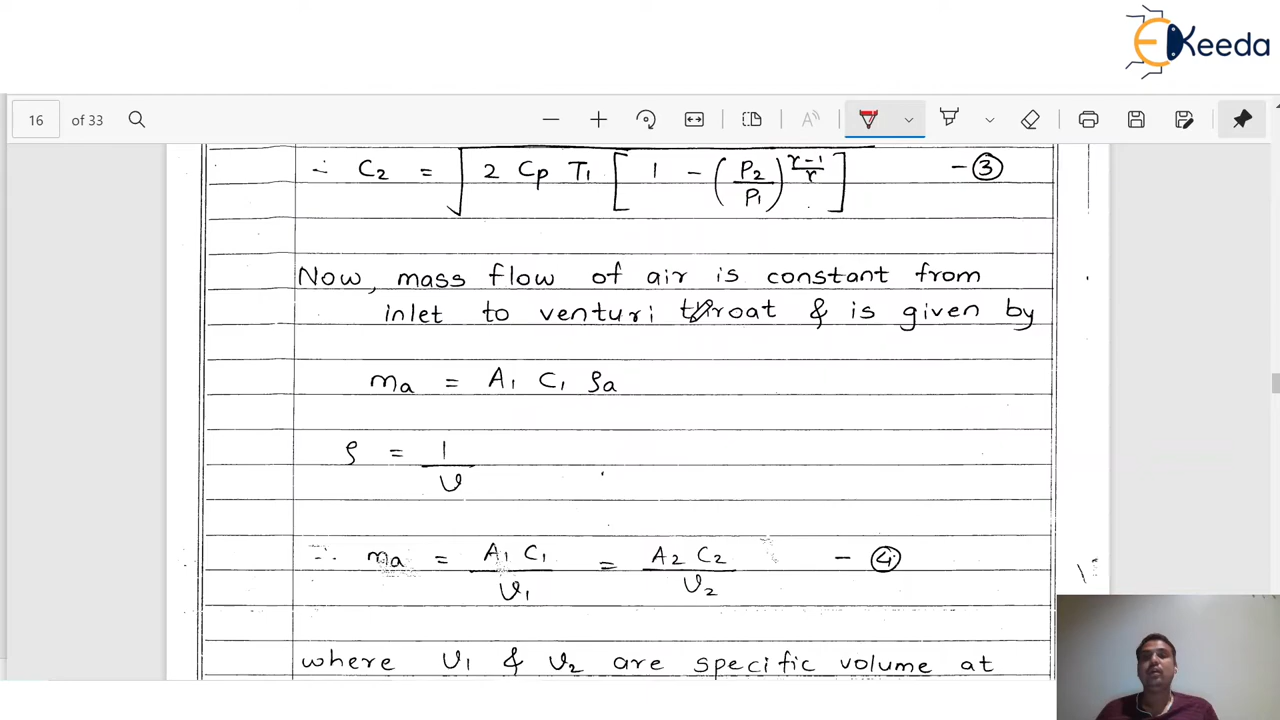 EKeeda
16 of 33
∴ C2 = √ 2 Cp T1 [ 1 - ( P2 / P1 )^(r-1 / r) ] - ③
Now, mass flow of air is constant from
inlet to venturi throat & is given by
ma = A1 C1 ρa
ρ = 1 / v
∴ ma = A1 C1 / v1 = A2 C2 / v2 - ④
where v1 & v2 are specific volume at